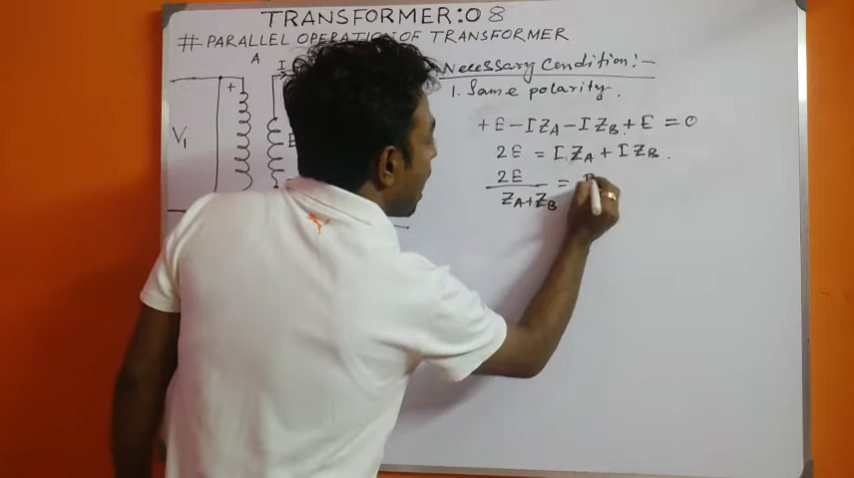 TRANSFORMER:08
# PARALLEL OPERATION OF TRANSFORMER
A I
Necessary Condition:-
1. Same polarity.
+
V1
+E-IZA-IZB+E=0
2E = IZA+IZB.
2E
=
ZA+ZB